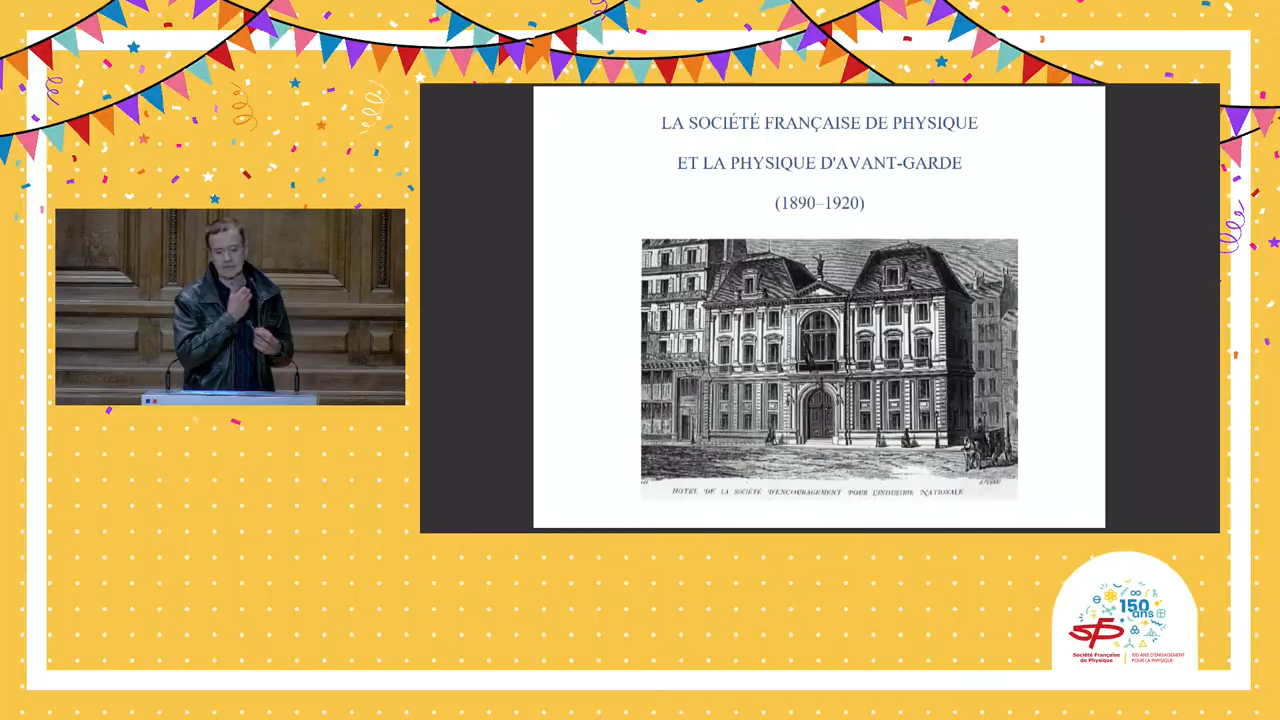 LA SOCIÉTÉ FRANÇAISE DE PHYSIQUE
ET LA PHYSIQUE D'AVANT-GARDE
(1890–1920)
HOTEL DE LA SOCIÉTÉ D'ENCOURAGEMENT POUR L'INDUSTRIE NATIONALE
150
ans
sfp
Société Française
de Physique
150 ANS D'ENGAGEMENT
POUR LA PHYSIQUE